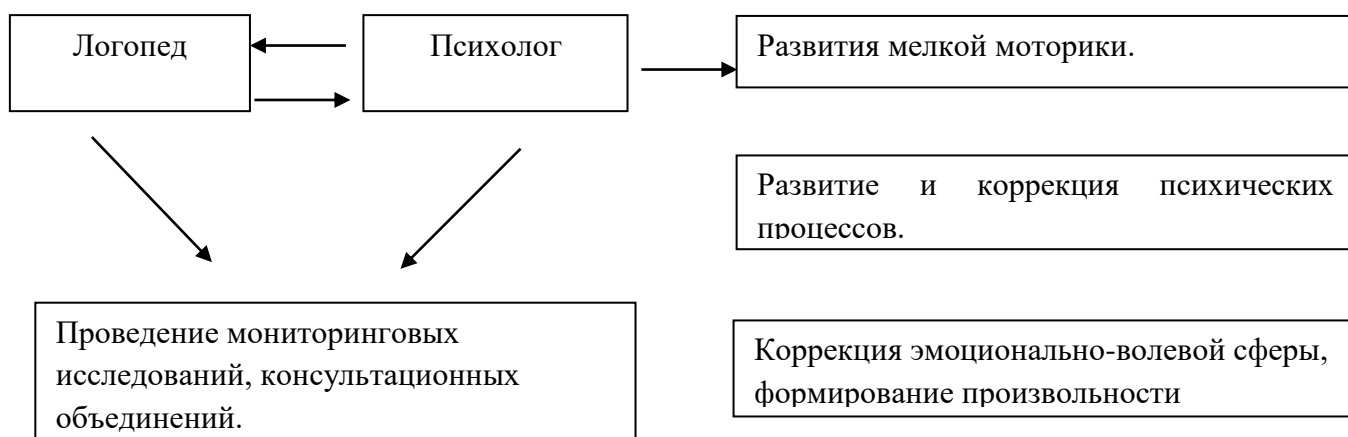 Логопед
Психолог
Развития мелкой моторики.
Развитие и коррекция психических
процессов.
Проведение мониторинговых
исследований, консультационных
объединений.
Коррекция эмоционально-волевой сферы,
формирование произвольности